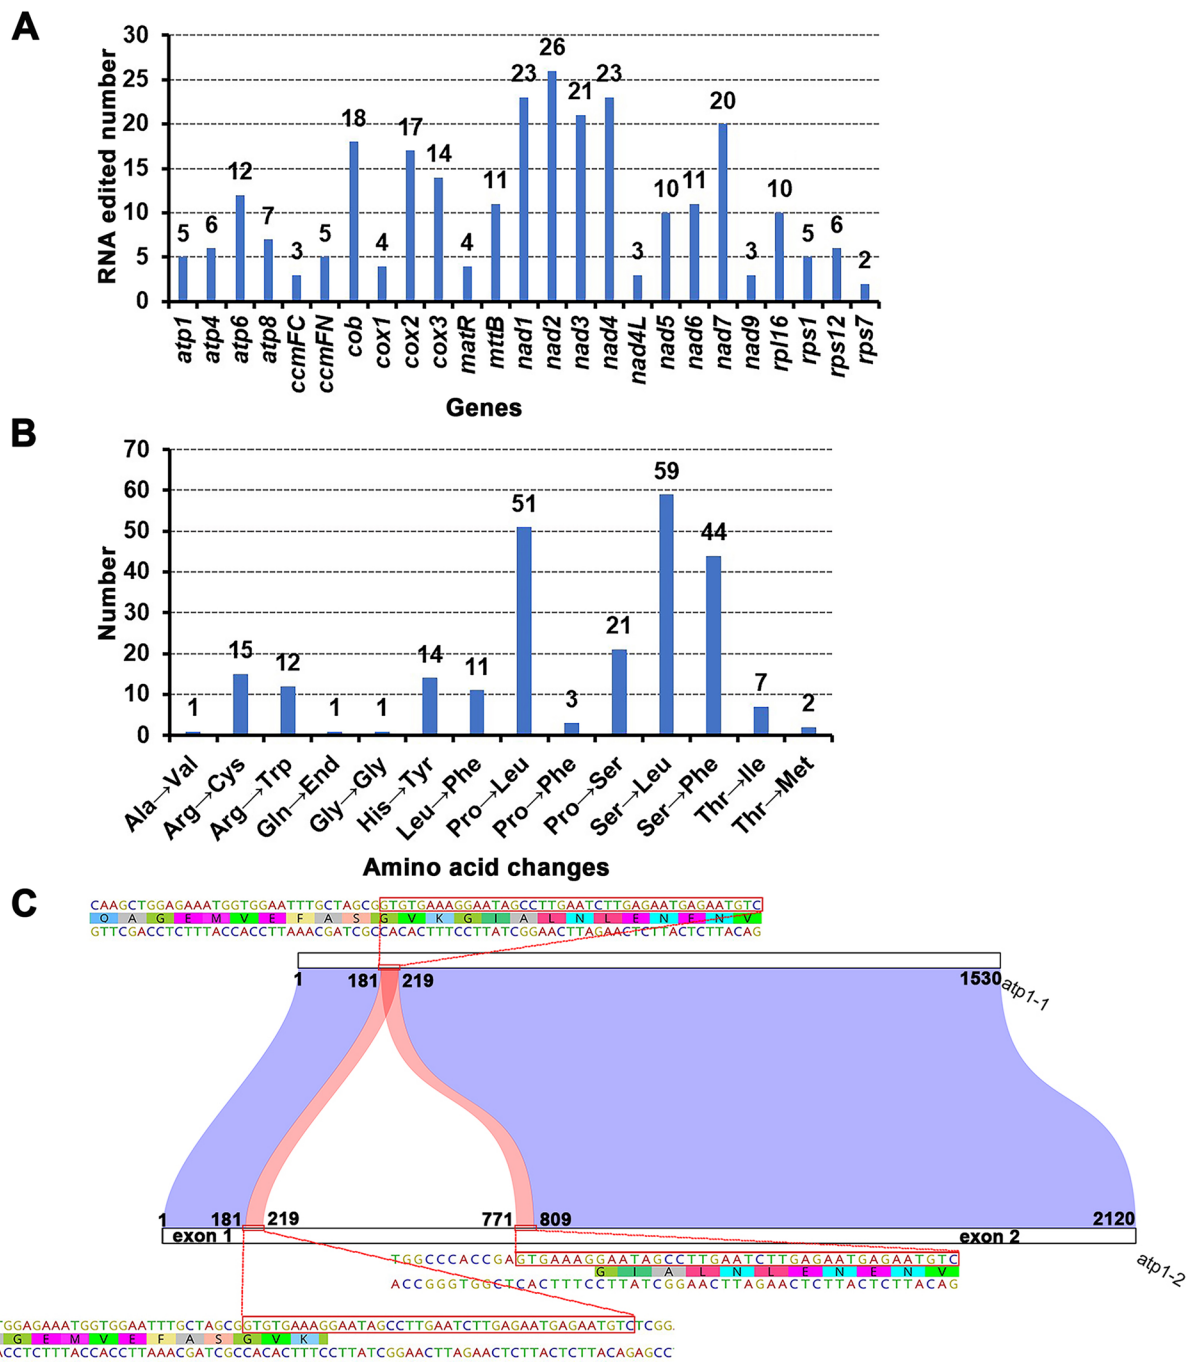 A
RNA edited number
30
25
20
15
10
5
0
5 6 12 7 3 5 18 4 17 14 4 11 23 26 21 23 3 10 11 20 3 10 5 6 2
atp1 atp4 atp6 atp8 ccmFC ccmFN cob cox1 cox2 cox3 matR mttB nad1 nad2 nad3 nad4 nad4L nad5 nad6 nad7 nad9 rpl16 rps1 rps12 rps7
Genes
B
Number
70
60
50
40
30
20
10
0
1 15 12 1 1 14 11 51 3 21 59 44 7 2
Ala→Val Arg→Cys Arg→Trp Gln→End Gly→Gly His→Tyr Leu→Phe Pro→Leu Pro→Phe Pro→Ser Ser→Leu Ser→Phe Thr→Ile Thr→Met
Amino acid changes
C
CAAGCTGGAGAAATGGTGGAATTTGCTAGCGGTGTGAAAGGAATAGCCTTGAATCTTGAGAATGAGAATGTC
Q A G E M V E F A S G V K G I A L N L E N E N V
GTTCGACCTCTTTACCACCTTAAACGATCGCCACACTTTCCTTATCGGAACTTAGAACTCTTACTCTTACAG
1 181 219 1530
atp1-1
1 181 219 771 809 2120
exon 1 exon 2
atp1-2
TGGCCCACCGAGTGAAAGGAATAGCCTTGAATCTTGAGAATGAGAATGTC
G I A L N L E N E N V
ACCGGGTGGCTCACTTTCCTTATCGGAACTTAGAACTCTTACTCTTACAG
TGGAGAAATGGTGGAATTTGCTAGCGGTGTGAAAGGAATAGCCTTGAATCTTGAGAATGAGAATGTCTCGG
G E M V E F A S G V K
ACCTCTTTACCACCTTAAACGATCGCCACACTTTCCTTATCGGAACTTAGAACTCTTACTCTTACAGAGCC